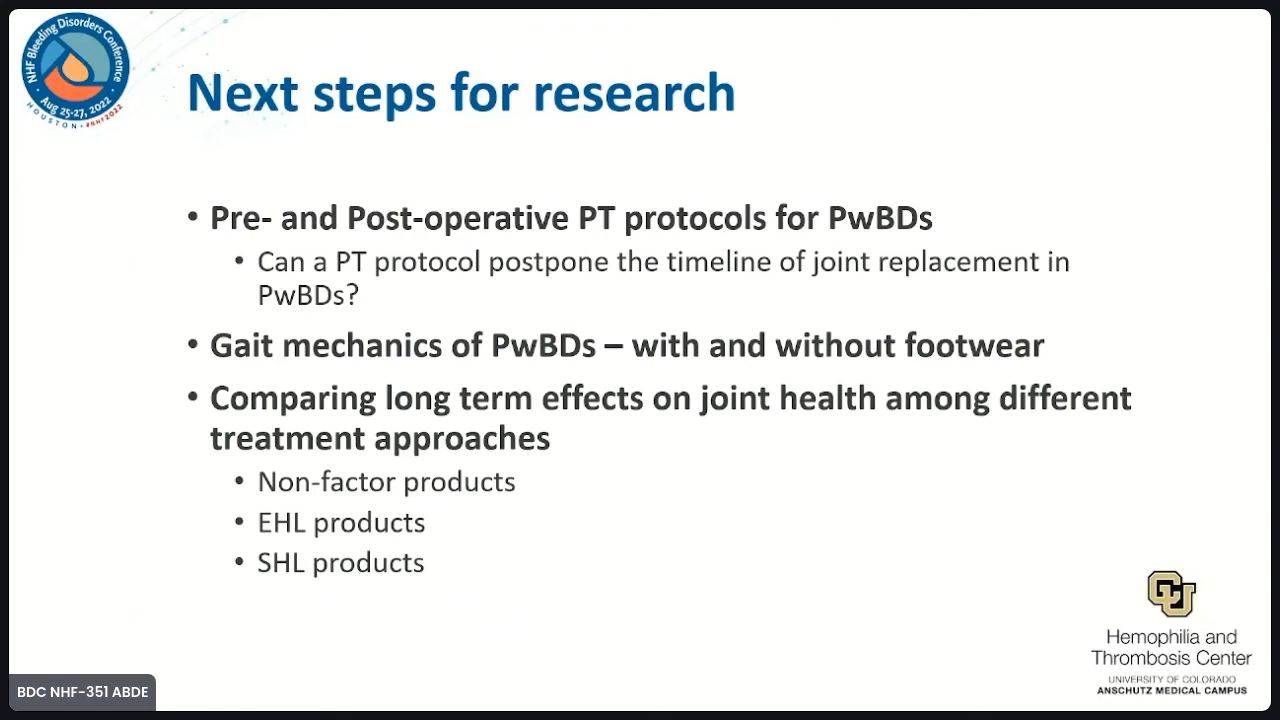 NHF Bleeding Disorders Conference
Aug 25-27, 2022
HOUSTON • #NHF2022
Next steps for research
• Pre- and Post-operative PT protocols for PwBDs
• Can a PT protocol postpone the timeline of joint replacement in
PwBDs?
• Gait mechanics of PwBDs – with and without footwear
• Comparing long term effects on joint health among different
treatment approaches
• Non-factor products
• EHL products
• SHL products
CU
Hemophilia and
Thrombosis Center
UNIVERSITY OF COLORADO
ANSCHUTZ MEDICAL CAMPUS
BDC NHF-351 ABDE